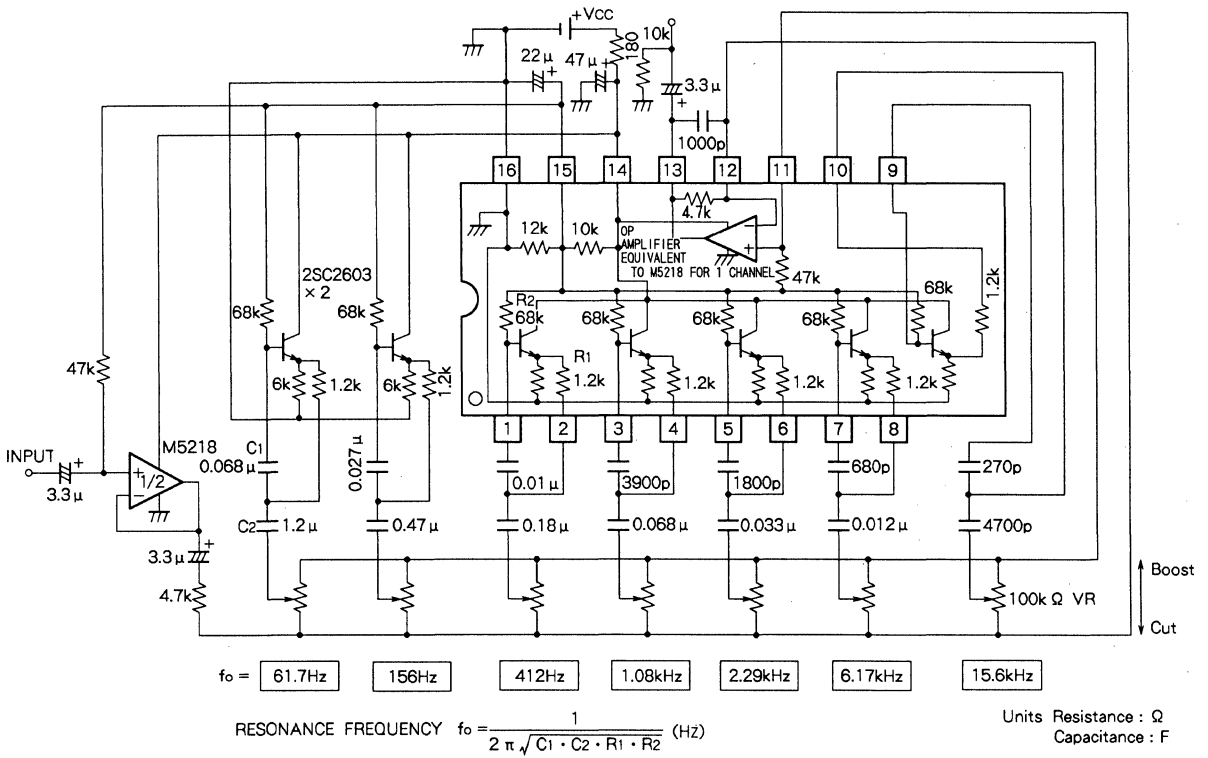 +VCC
10k
180
22μ
47μ
3.3μ
1000p
16
15
14
13
12
11
10
9
12k
10k
4.7k
OP
AMPLIFIER
EQUIVALENT
TO M5218 FOR 1 CHANNEL
47k
2SC2603
×2
68k
68k
R2
68k
68k
68k
68k
68k
1.2k
47k
6k
1.2k
6k
1.2k
R1
1.2k
1.2k
1.2k
1.2k
INPUT
3.3μ
M5218
+
1/2
−
C1
0.068μ
0.027μ
1
2
3
4
5
6
7
8
0.01μ
3900p
1800p
680p
270p
C2
1.2μ
0.47μ
0.18μ
0.068μ
0.033μ
0.012μ
4700p
3.3μ
4.7k
100kΩ VR
Boost
Cut
fo = 61.7Hz 156Hz 412Hz 1.08kHz 2.29kHz 6.17kHz 15.6kHz
RESONANCE FREQUENCY fo = 1 / 2π√C1・C2・R1・R2 (HZ)
Units Resistance : Ω
Capacitance : F